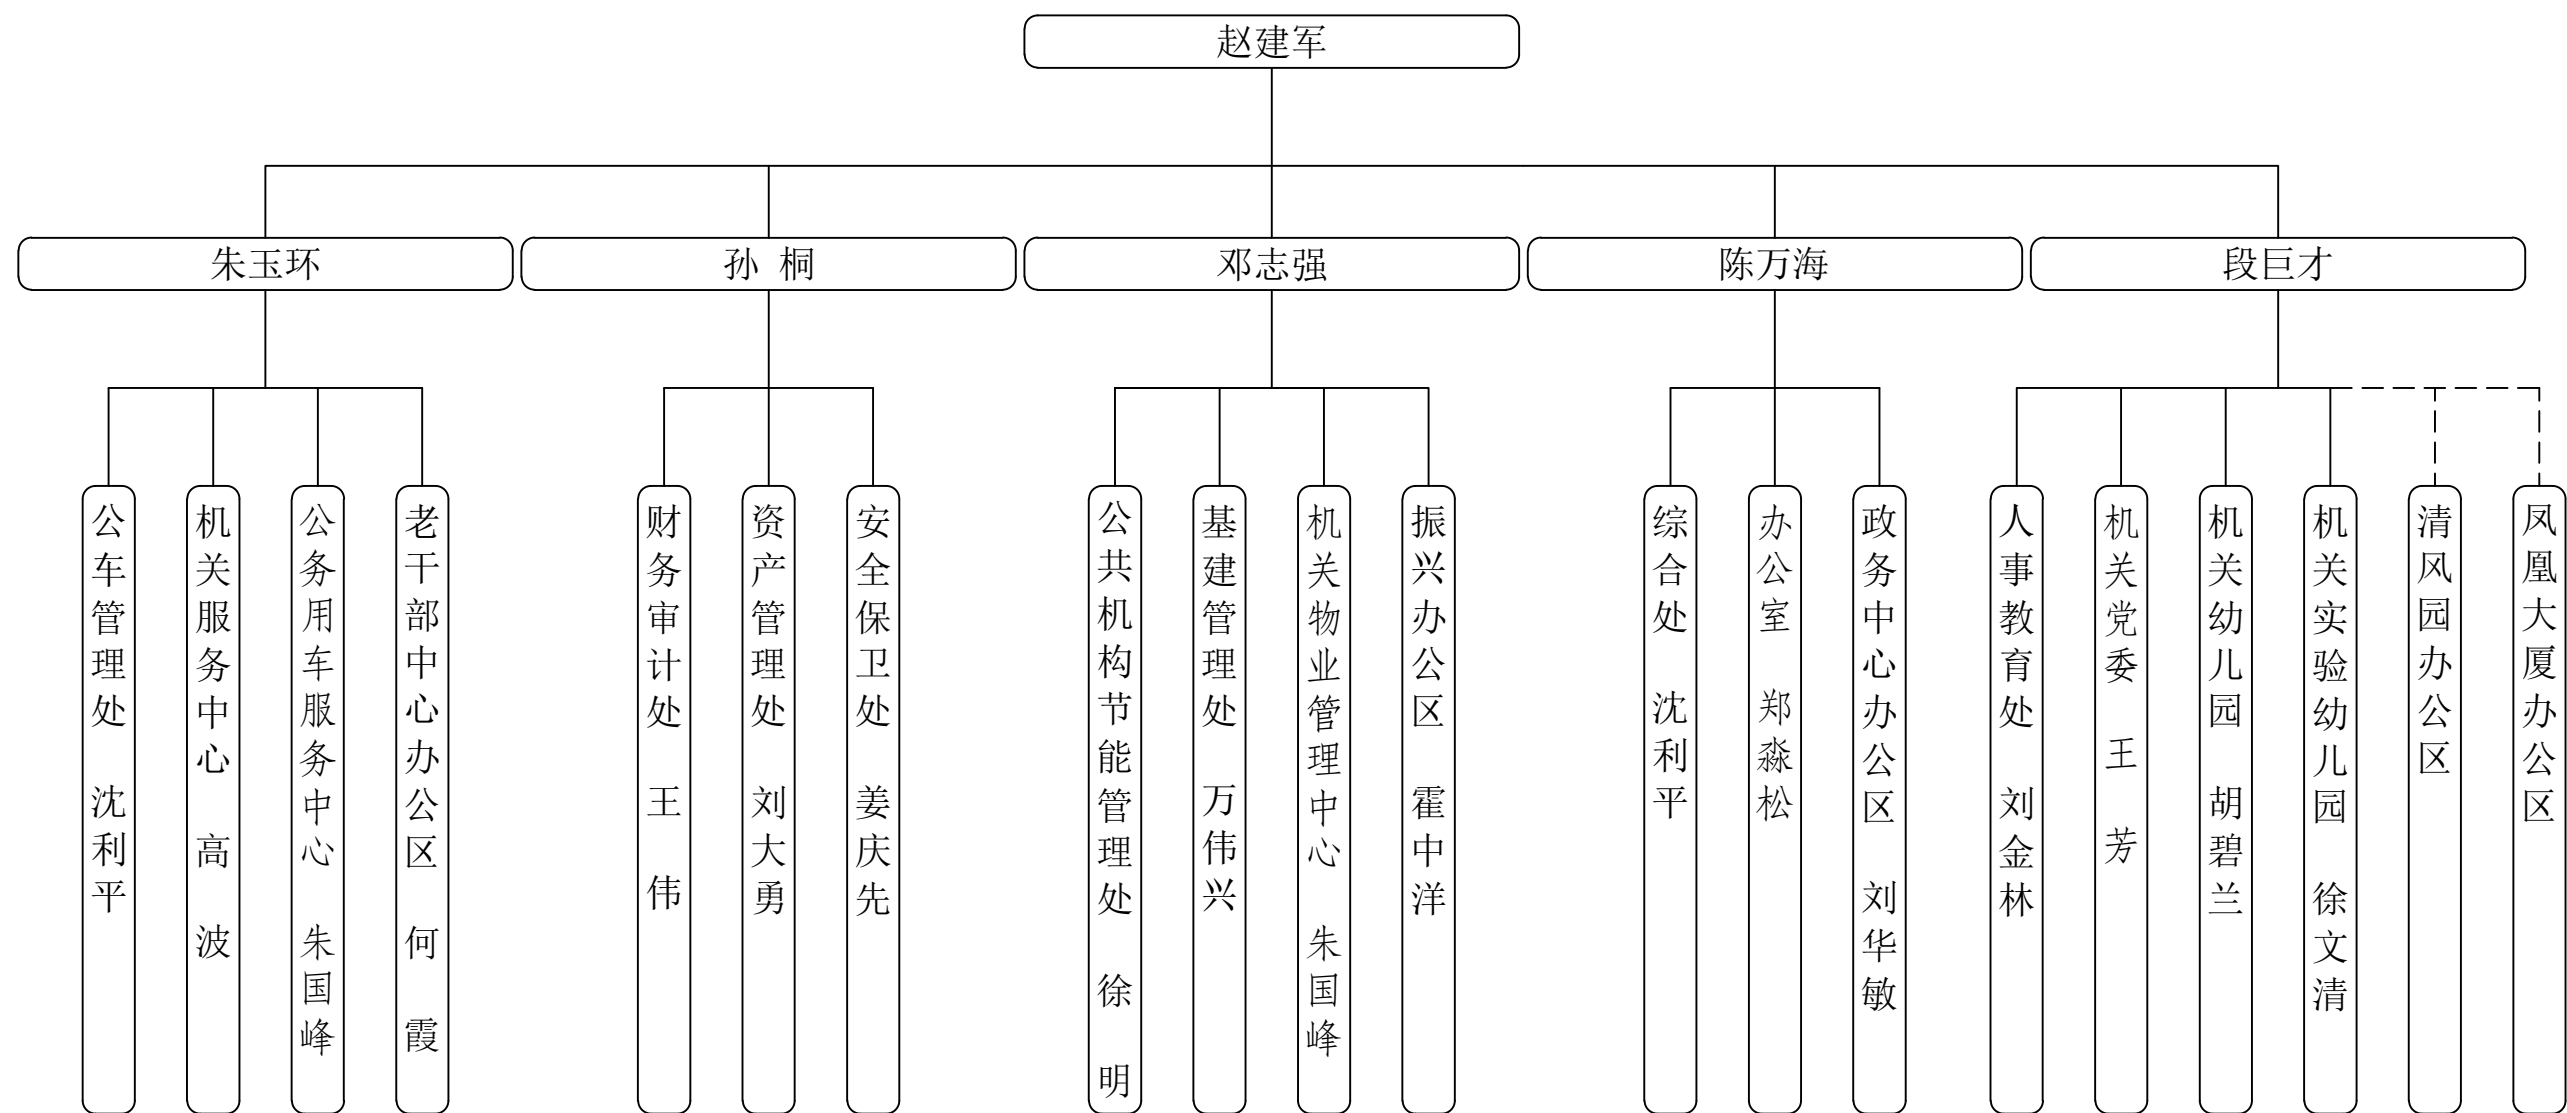 赵建军
朱玉环
孙 桐
邓志强
陈万海
段巨才
公车管理处 沈利平
机关服务中心 高 波
公务用车服务中心 朱国峰
老干部中心办公区 何 霞
财务审计处 王 伟
资产管理处 刘大勇
安全保卫处 姜庆先
公共机构节能管理处 徐 明
基建管理处 万伟兴
机关物业管理中心 朱国峰
振兴办公区 霍中洋
综合处 沈利平
办公室 郑淼松
政务中心办公区 刘华敏
人事教育处 刘金林
机关党委 王 芳
机关幼儿园 胡碧兰
机关实验幼儿园 徐文清
清风园办公区
凤凰大厦办公区